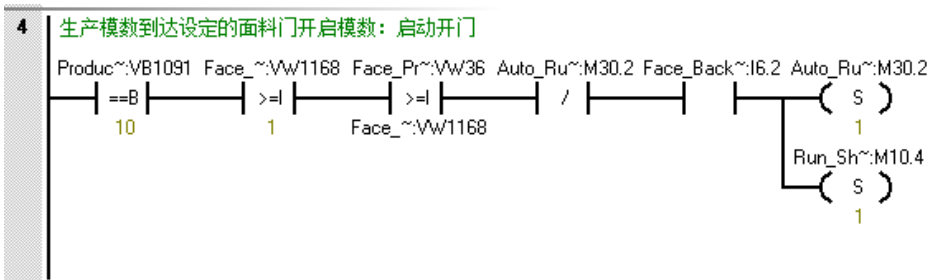 4
生产模数到达设定的面料门开启模数：启动开门
Produc~:VB1091 Face_~:VW1168 Face_Pr~:VW36 Auto_Ru~:M30.2 Face_Back~:I6.2 Auto_Ru~:M30.2
==B >=I >=I / S
10 1 Face_~:VW1168 1
Run_Sh~:M10.4
S
1